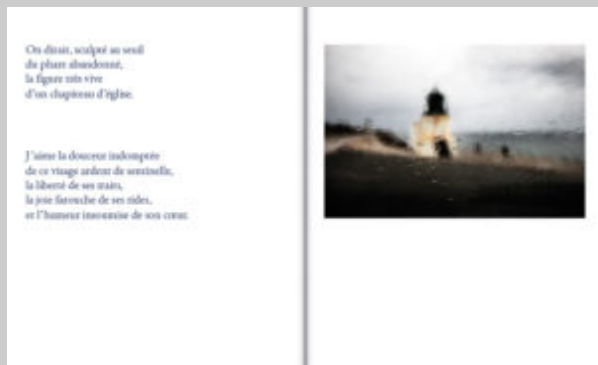 On dirait, sculpté au seuil
du phare abandonné,
la figure très vive
d'un chapiteau d'église.
J'aime la douceur indomptée
de ce visage ardent de sentinelle,
la liberté de ses traits,
la joie farouche de ses rides,
et l'humeur insoumise de son cœur.